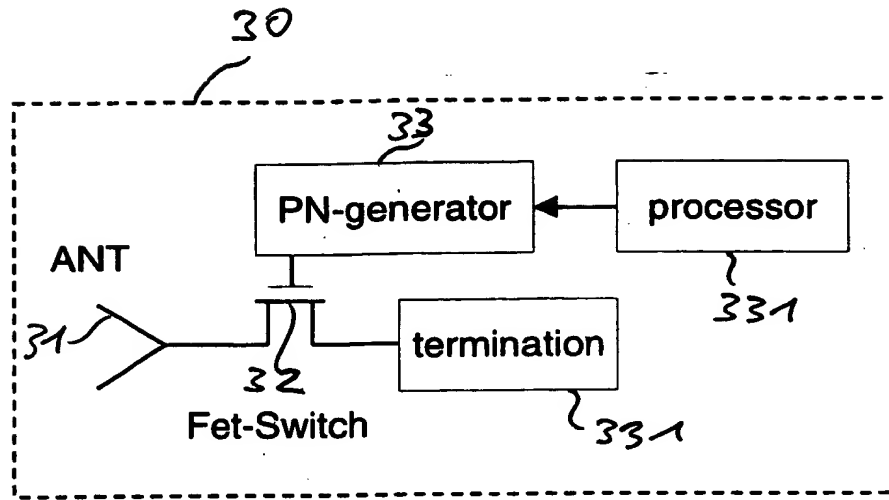 30
33
PN-generator
processor
ANT
331
31
termination
32
Fet-Switch
331